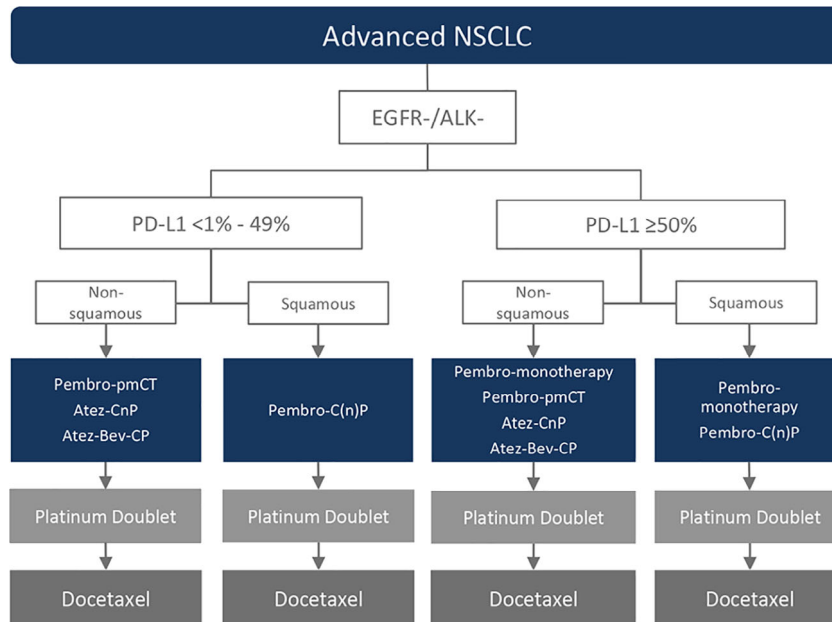 Advanced NSCLC
EGFR-/ALK-
PD-L1 <1% - 49%
PD-L1 ≥50%
Non-
squamous
Squamous
Non-
squamous
Squamous
Pembro-pmCT
Atez-CnP
Atez-Bev-CP
Pembro-C(n)P
Pembro-monotherapy
Pembro-pmCT
Atez-CnP
Atez-Bev-CP
Pembro-
monotherapy
Pembro-C(n)P
Platinum Doublet
Platinum Doublet
Platinum Doublet
Platinum Doublet
Docetaxel
Docetaxel
Docetaxel
Docetaxel